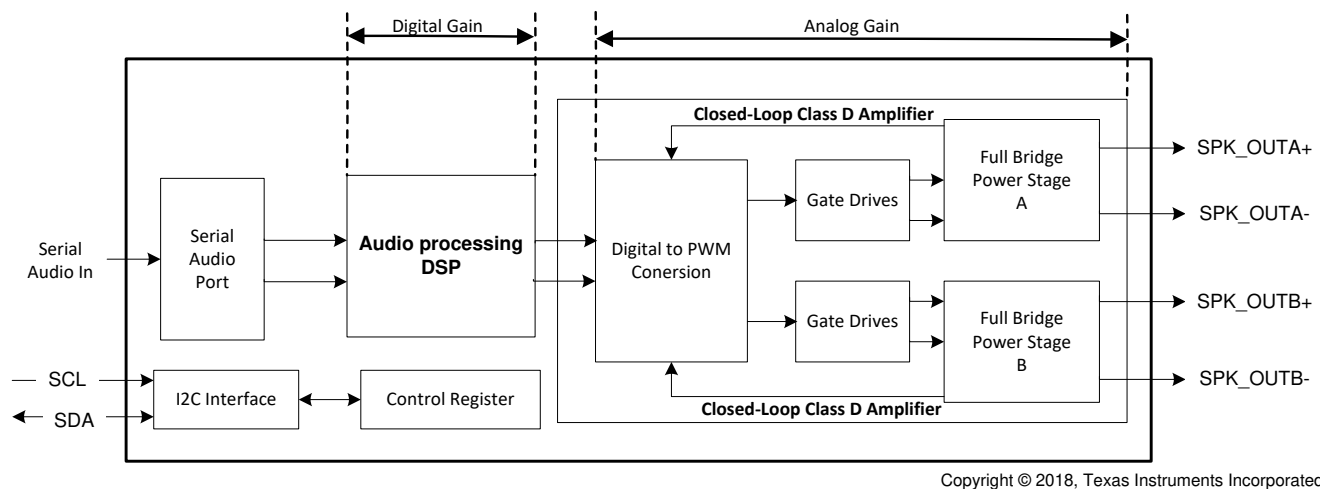 Digital Gain
Analog Gain
Closed-Loop Class D Amplifier
Serial
Audio In
Serial
Audio
Port
Audio processing
DSP
Digital to PWM
Conersion
Gate Drives
Full Bridge
Power Stage
A
SPK_OUTA+
SPK_OUTA-
Gate Drives
Full Bridge
Power Stage
B
SPK_OUTB+
SPK_OUTB-
Closed-Loop Class D Amplifier
SCL
SDA
I2C Interface
Control Register
Copyright © 2018, Texas Instruments Incorporated